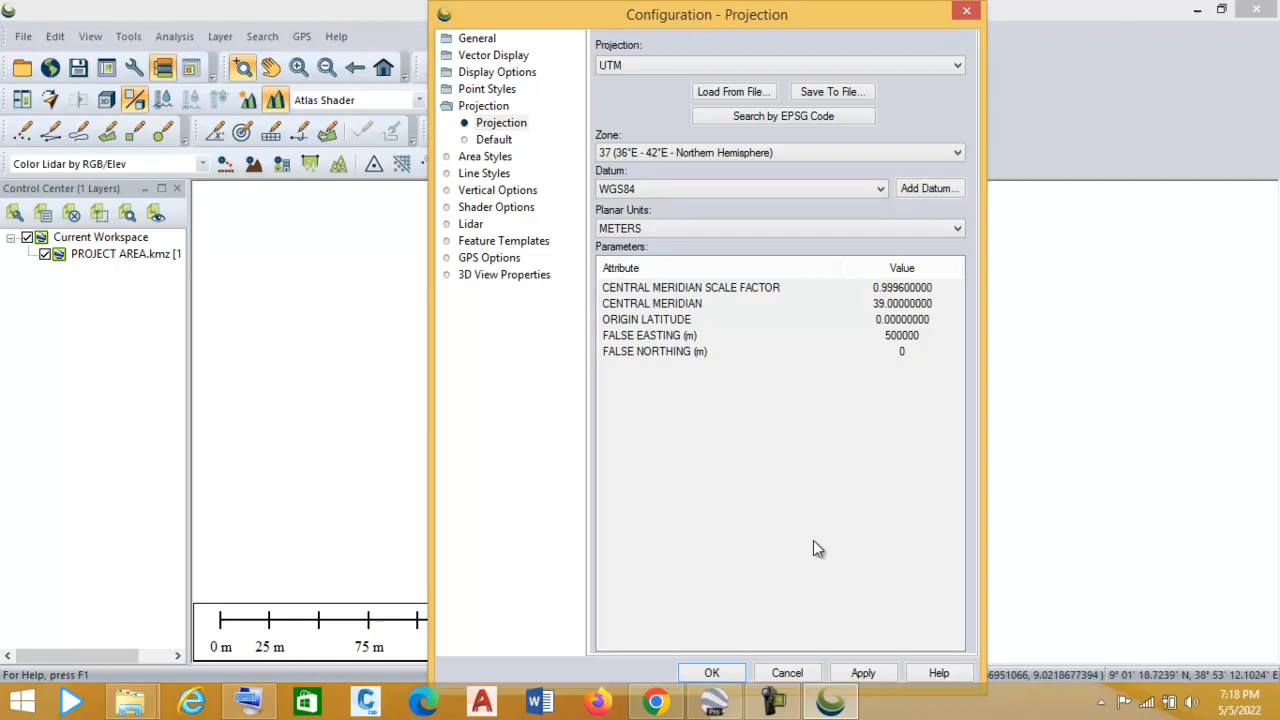 Configuration - Projection
File Edit View Tools Analysis Layer Search GPS Help
Atlas Shader
Color Lidar by RGB/Elev
Control Center (1 Layers)
Current Workspace
PROJECT AREA.kmz [1
General
Vector Display
Display Options
Point Styles
Projection
Projection
Default
Area Styles
Line Styles
Vertical Options
Shader Options
Lidar
Feature Templates
GPS Options
3D View Properties
Projection:
UTM
Load From File...
Save To File...
Search by EPSG Code
Zone:
37 (36°E - 42°E - Northern Hemisphere)
Datum:
WGS84
Add Datum...
Planar Units:
METERS
Parameters:
Attribute Value
CENTRAL MERIDIAN SCALE FACTOR 0.999600000
CENTRAL MERIDIAN 39.00000000
ORIGIN LATITUDE 0.00000000
FALSE EASTING (m) 500000
FALSE NORTHING (m) 0
0 m 25 m 75 m
OK Cancel Apply Help
For Help, press F1
6951066, 9.0218677394 ) 9° 01' 18.7239" N, 38° 53' 12.1024" E
Pro
7:18 PM
5/5/2022